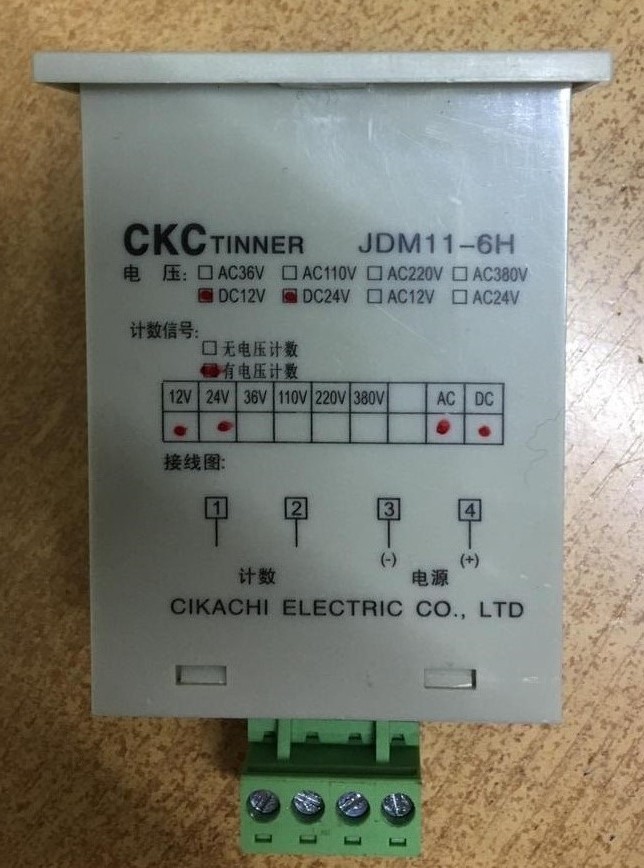 CKC TINNER JDM11-6H
电 压: □ AC36V □ AC110V □ AC220V □ AC380V
■ DC12V ■ DC24V □ AC12V □ AC24V
计数信号:
□ 无电压计数
■ 有电压计数
12V 24V 36V 110V 220V 380V AC DC
接线图:
1 2 3 4
(-) (+)
计数 电源
CIKACHI ELECTRIC CO., LTD